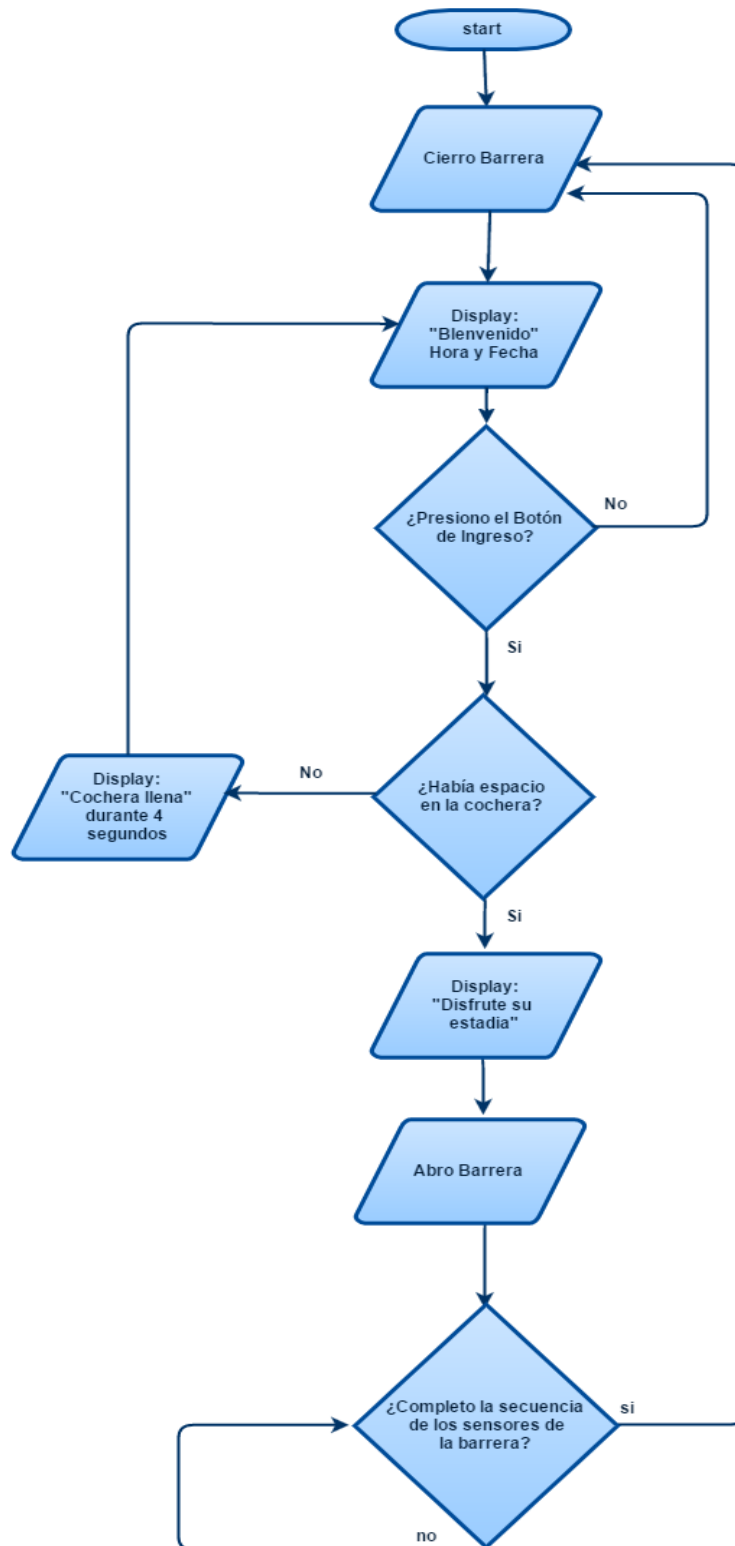 start
Cierro Barrera
Display:
"BIenvenido"
Hora y Fecha
¿Presiono el Botón
de Ingreso?
No
Si
¿Había espacio
en la cochera?
No
Display:
"Cochera llena"
durante 4
segundos
Si
Display:
"Disfrute su
estadia"
Abro Barrera
¿Completo la secuencia
de los sensores de
la barrera?
si
no